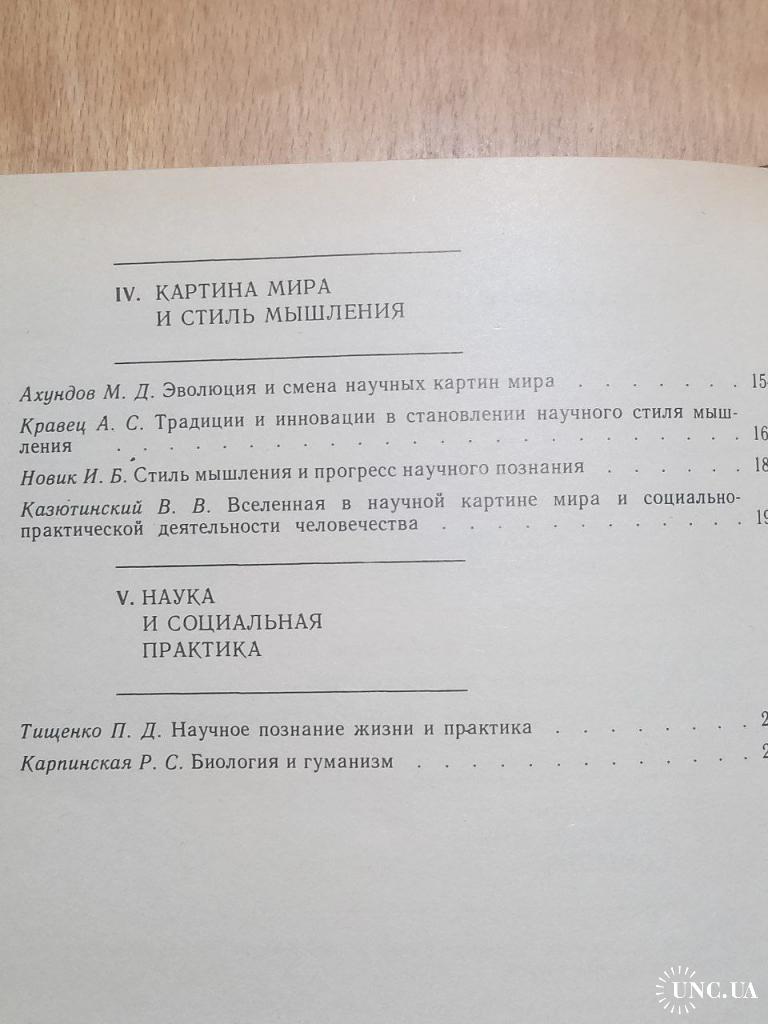 IV. КАРТИНА МИРА
И СТИЛЬ МЫШЛЕНИЯ
Ахундов М. Д. Эволюция и смена научных картин мира . . . . . . .
Кравец А. С. Традиции и инновации в становлении научного стиля мыш-
ления . . . . . . . . . . . . . . . . . . . .
Новик И. Б. Стиль мышления и прогресс научного познания . . . . . .
Казютинский В. В. Вселенная в научной картине мира и социально-
практической деятельности человечества . . . . . . . . . . . .
V. НАУКА
И СОЦИАЛЬНАЯ
ПРАКТИКА
Тищенко П. Д. Научное познание жизни и практика . . . . . . . .
Карпинская Р. С. Биология и гуманизм . . . . . . . . . . . . .
UNC.UA